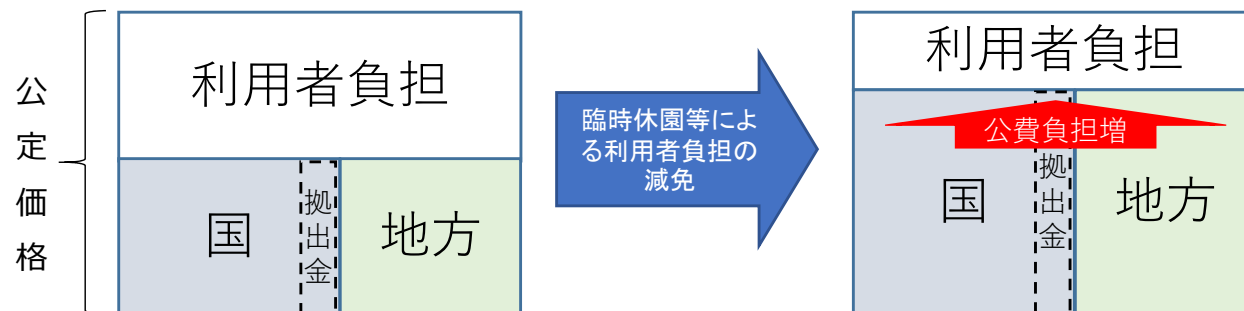 公定価格
利用者負担
国
拠出金
地方
臨時休園等によ
る利用者負担の
減免
利用者負担
公費負担増
国
拠出金
地方